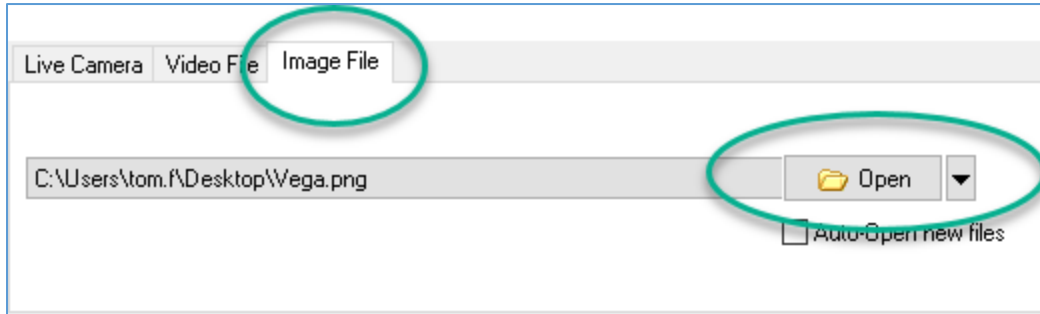 Live Camera Video File Image File
C:\Users\tom.f\Desktop\Vega.png Open
Auto-Open new files